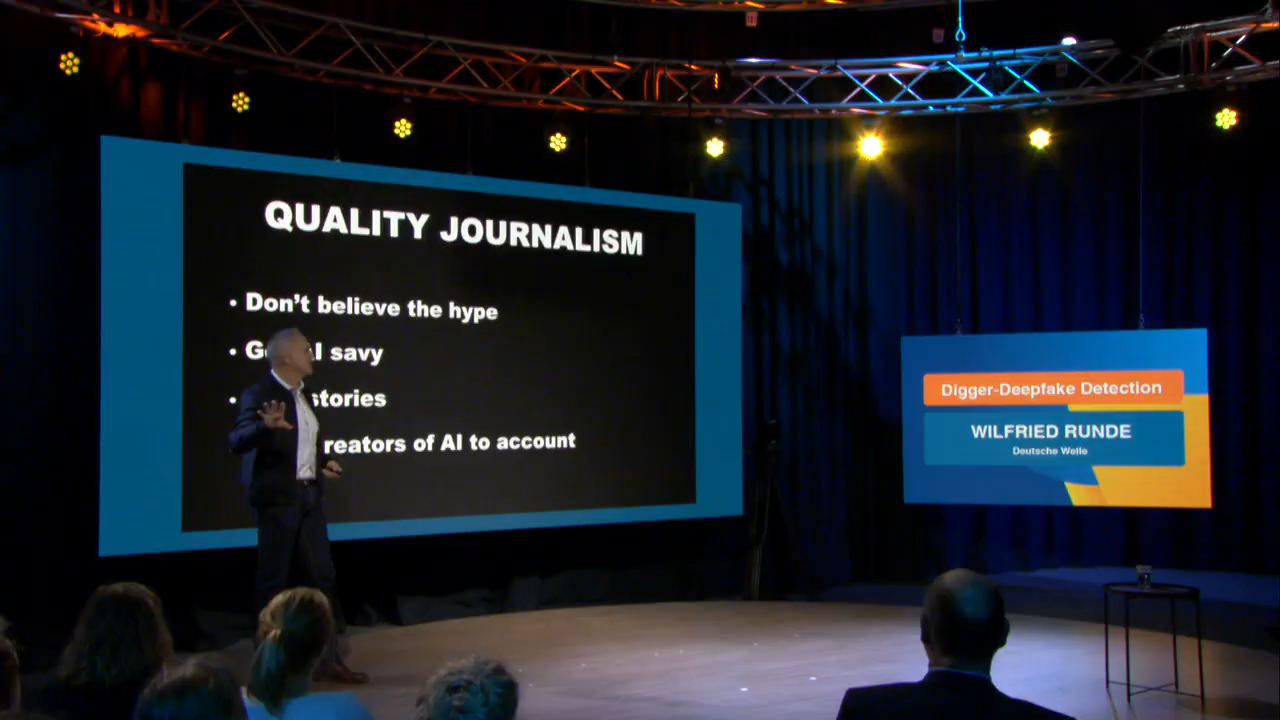 QUALITY JOURNALISM
• Don't believe the hype
• G I savy
• stories
reators of AI to account
Digger-Deepfake Detection
WILFRIED RUNDE
Deutsche Welle